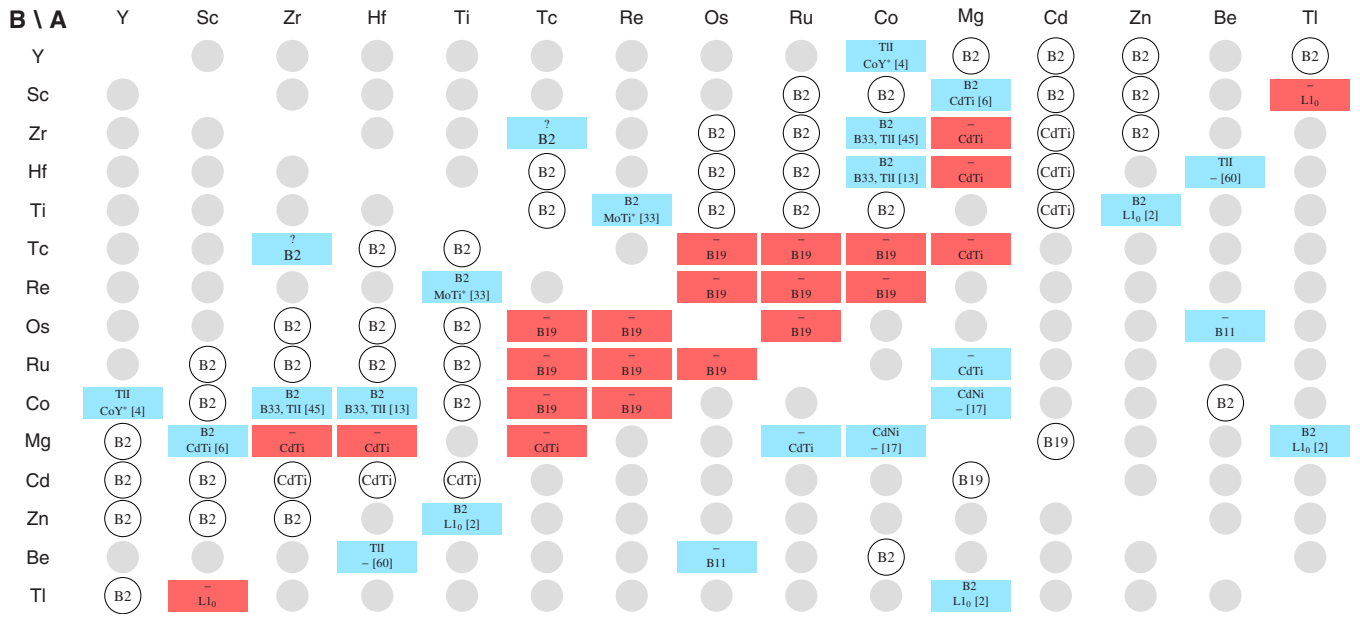 B \ A Y Sc Zr Hf Ti Tc Re Os Ru Co Mg Cd Zn Be Tl
Y TlI CoY* [4] B2 B2 B2 B2
Sc B2 B2 B2 CdTi [6] B2 B2 – L1₀
Zr ? B2 B2 B2 B2 B33, TlI [45] – CdTi CdTi B2
Hf B2 B2 B2 B2 B33, TlI [13] – CdTi CdTi TlI – [60]
Ti B2 B2 MoTi* [33] B2 B2 B2 CdTi B2 L1₀ [2]
Tc ? B2 B2 B2 – B19 – B19 – B19 – CdTi
Re B2 MoTi* [33] – B19 – B19 – B19
Os B2 B2 B2 – B19 – B19 – B19 – B11
Ru B2 B2 B2 B2 – B19 – B19 – B19 – CdTi
Co TlI CoY* [4] B2 B2 B33, TlI [45] B2 B33, TlI [13] B2 – B19 – B19 CdNi – [17] B2
Mg B2 B2 CdTi [6] – CdTi – CdTi – CdTi – CdTi CdNi – [17] B19 B2 L1₀ [2]
Cd B2 B2 CdTi CdTi CdTi B19
Zn B2 B2 B2 B2 L1₀ [2]
Be TlI – [60] – B11 B2
Tl B2 – L1₀ B2 L1₀ [2]